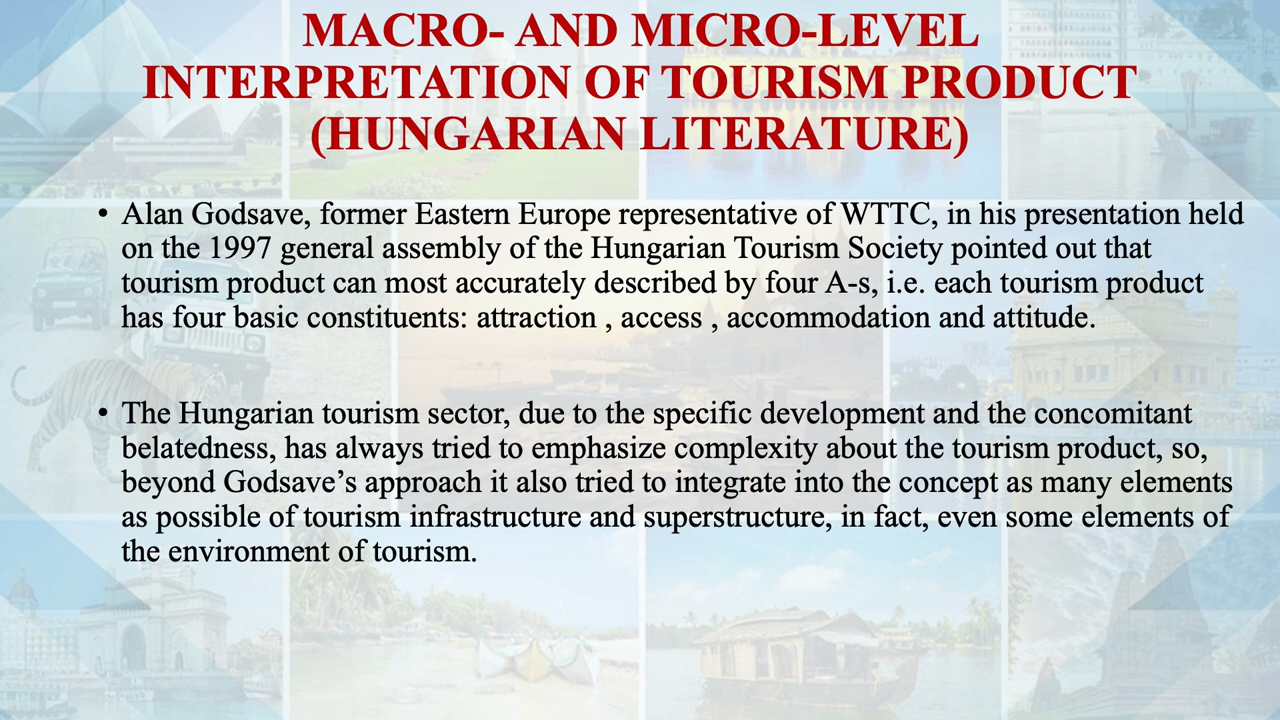 MACRO- AND MICRO-LEVEL
INTERPRETATION OF TOURISM PRODUCT
(HUNGARIAN LITERATURE)
• Alan Godsave, former Eastern Europe representative of WTTC, in his presentation held
on the 1997 general assembly of the Hungarian Tourism Society pointed out that
tourism product can most accurately described by four A-s, i.e. each tourism product
has four basic constituents: attraction , access , accommodation and attitude.
• The Hungarian tourism sector, due to the specific development and the concomitant
belatedness, has always tried to emphasize complexity about the tourism product, so,
beyond Godsave’s approach it also tried to integrate into the concept as many elements
as possible of tourism infrastructure and superstructure, in fact, even some elements of
the environment of tourism.